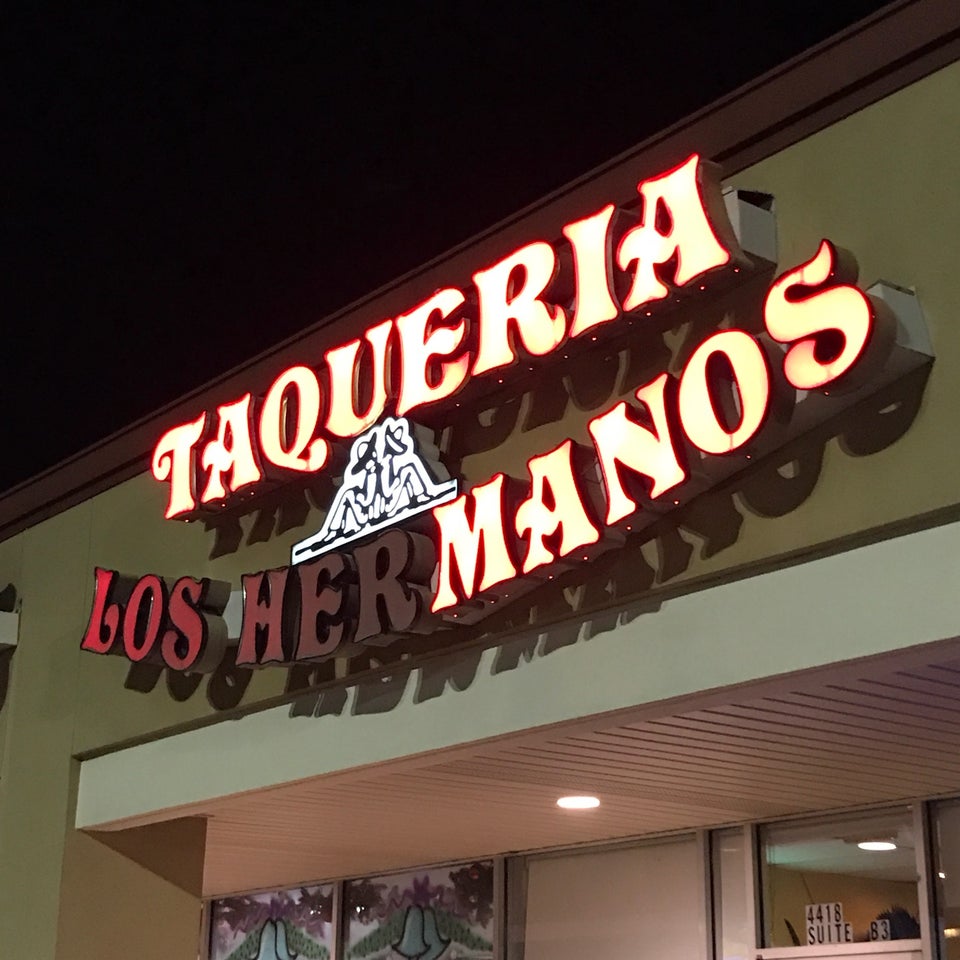 TAQUERIA
LOS HERMANOS
4418
SUITE B3